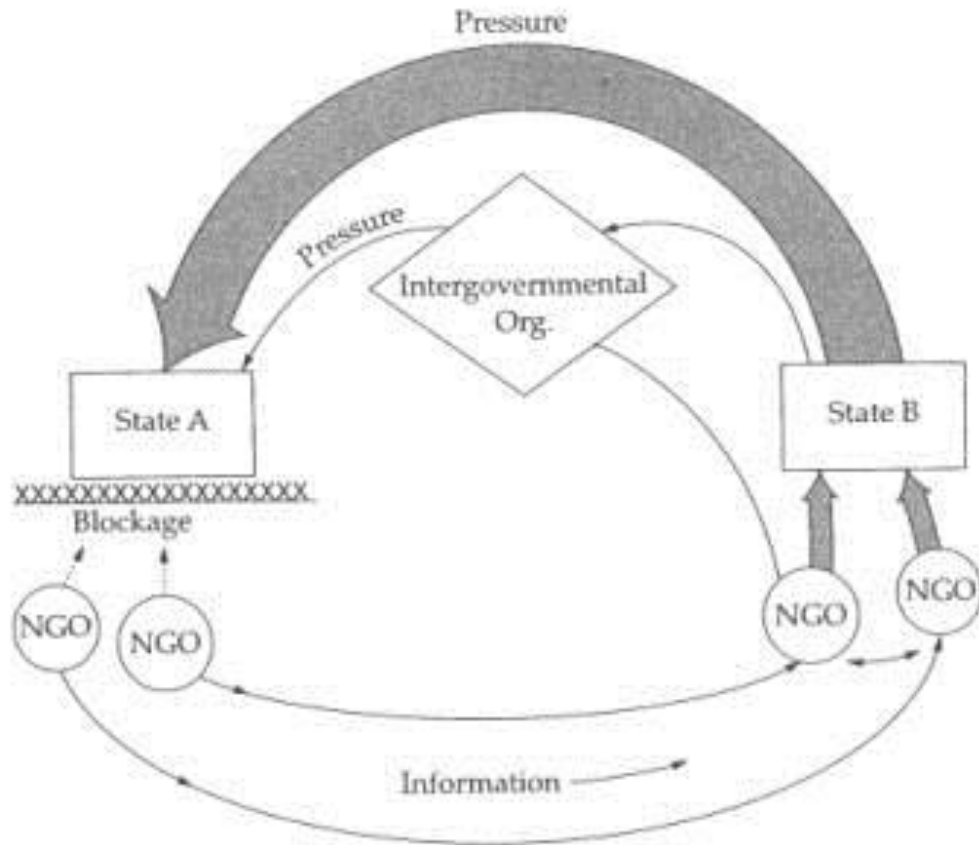 Pressure
Pressure
Intergovernmental
Org.
State A
State B
XXXXXXXXXXXXXXXXXX
Blockage
NGO
NGO
NGO
NGO
Information